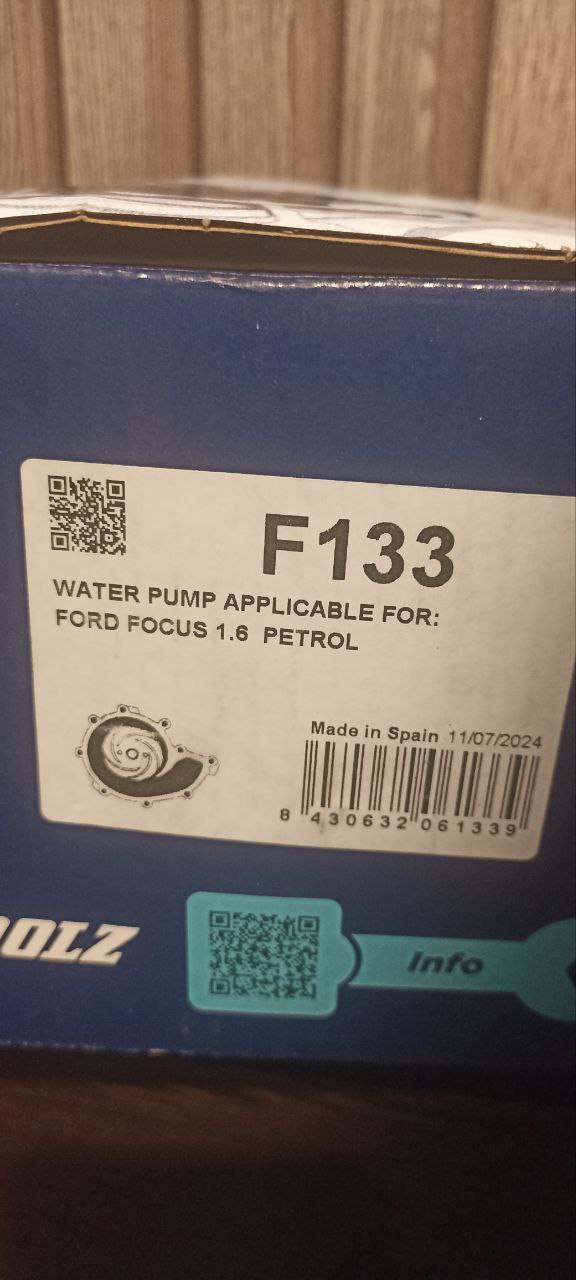 F133
WATER PUMP APPLICABLE FOR:
FORD FOCUS 1.6 PETROL
Made in Spain 11/07/2024
8 430632 061339
DOLZ
Info